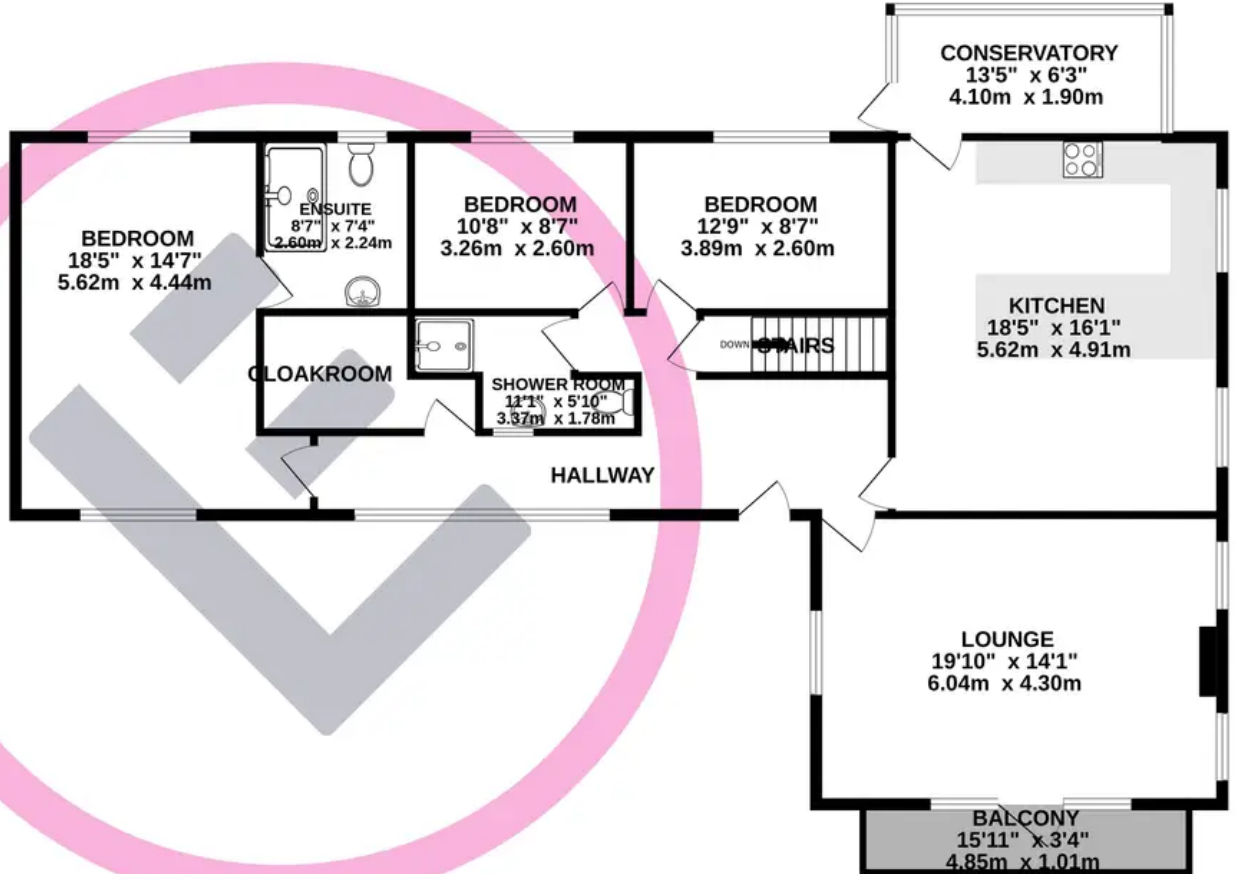 CONSERVATORY
13'5" x 6'3"
4.10m x 1.90m
BEDROOM
18'5" x 14'7"
5.62m x 4.44m
ENSUITE
8'7" x 7'4"
2.60m x 2.24m
BEDROOM
10'8" x 8'7"
3.26m x 2.60m
BEDROOM
12'9" x 8'7"
3.89m x 2.60m
KITCHEN
18'5" x 16'1"
5.62m x 4.91m
DOWN
STAIRS
CLOAKROOM
SHOWER ROOM
11'1" x 5'10"
3.37m x 1.78m
HALLWAY
LOUNGE
19'10" x 14'1"
6.04m x 4.30m
BALCONY
15'11" x 3'4"
4.85m x 1.01m